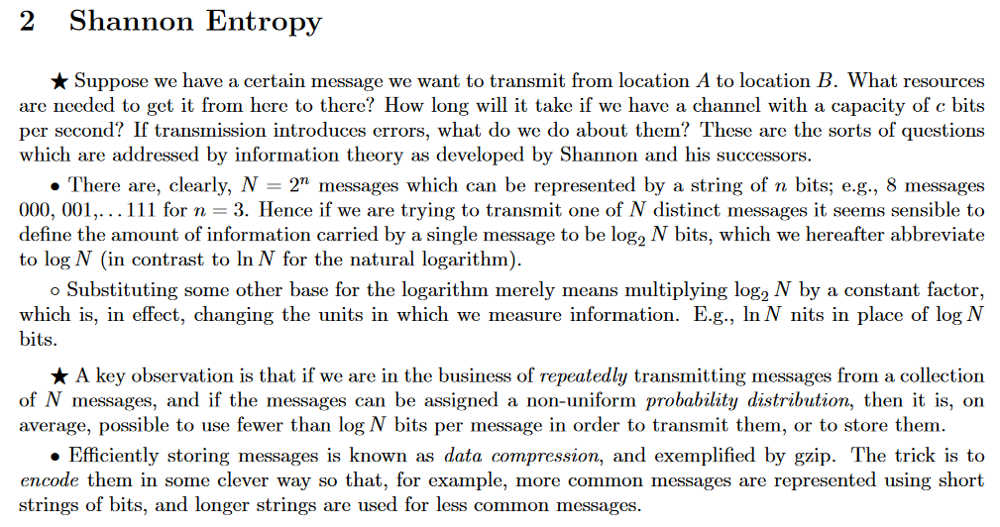 2 Shannon Entropy
★ Suppose we have a certain message we want to transmit from location A to location B. What resources
are needed to get it from here to there? How long will it take if we have a channel with a capacity of c bits
per second? If transmission introduces errors, what do we do about them? These are the sorts of questions
which are addressed by information theory as developed by Shannon and his successors.
• There are, clearly, N = 2ⁿ messages which can be represented by a string of n bits; e.g., 8 messages
000, 001,... 111 for n = 3. Hence if we are trying to transmit one of N distinct messages it seems sensible to
define the amount of information carried by a single message to be log₂ N bits, which we hereafter abbreviate
to log N (in contrast to ln N for the natural logarithm).
◦ Substituting some other base for the logarithm merely means multiplying log₂ N by a constant factor,
which is, in effect, changing the units in which we measure information. E.g., ln N nits in place of log N
bits.
★ A key observation is that if we are in the business of repeatedly transmitting messages from a collection
of N messages, and if the messages can be assigned a non-uniform probability distribution, then it is, on
average, possible to use fewer than log N bits per message in order to transmit them, or to store them.
• Efficiently storing messages is known as data compression, and exemplified by gzip. The trick is to
encode them in some clever way so that, for example, more common messages are represented using short
strings of bits, and longer strings are used for less common messages.